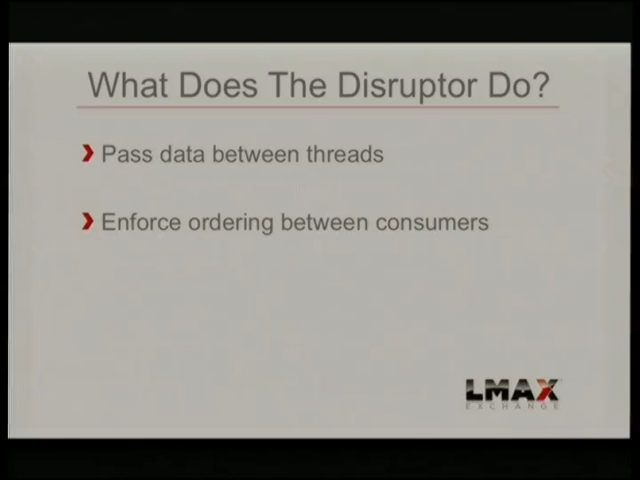 What Does The Disruptor Do?
Pass data between threads
Enforce ordering between consumers
LMAX
EXCHANGE